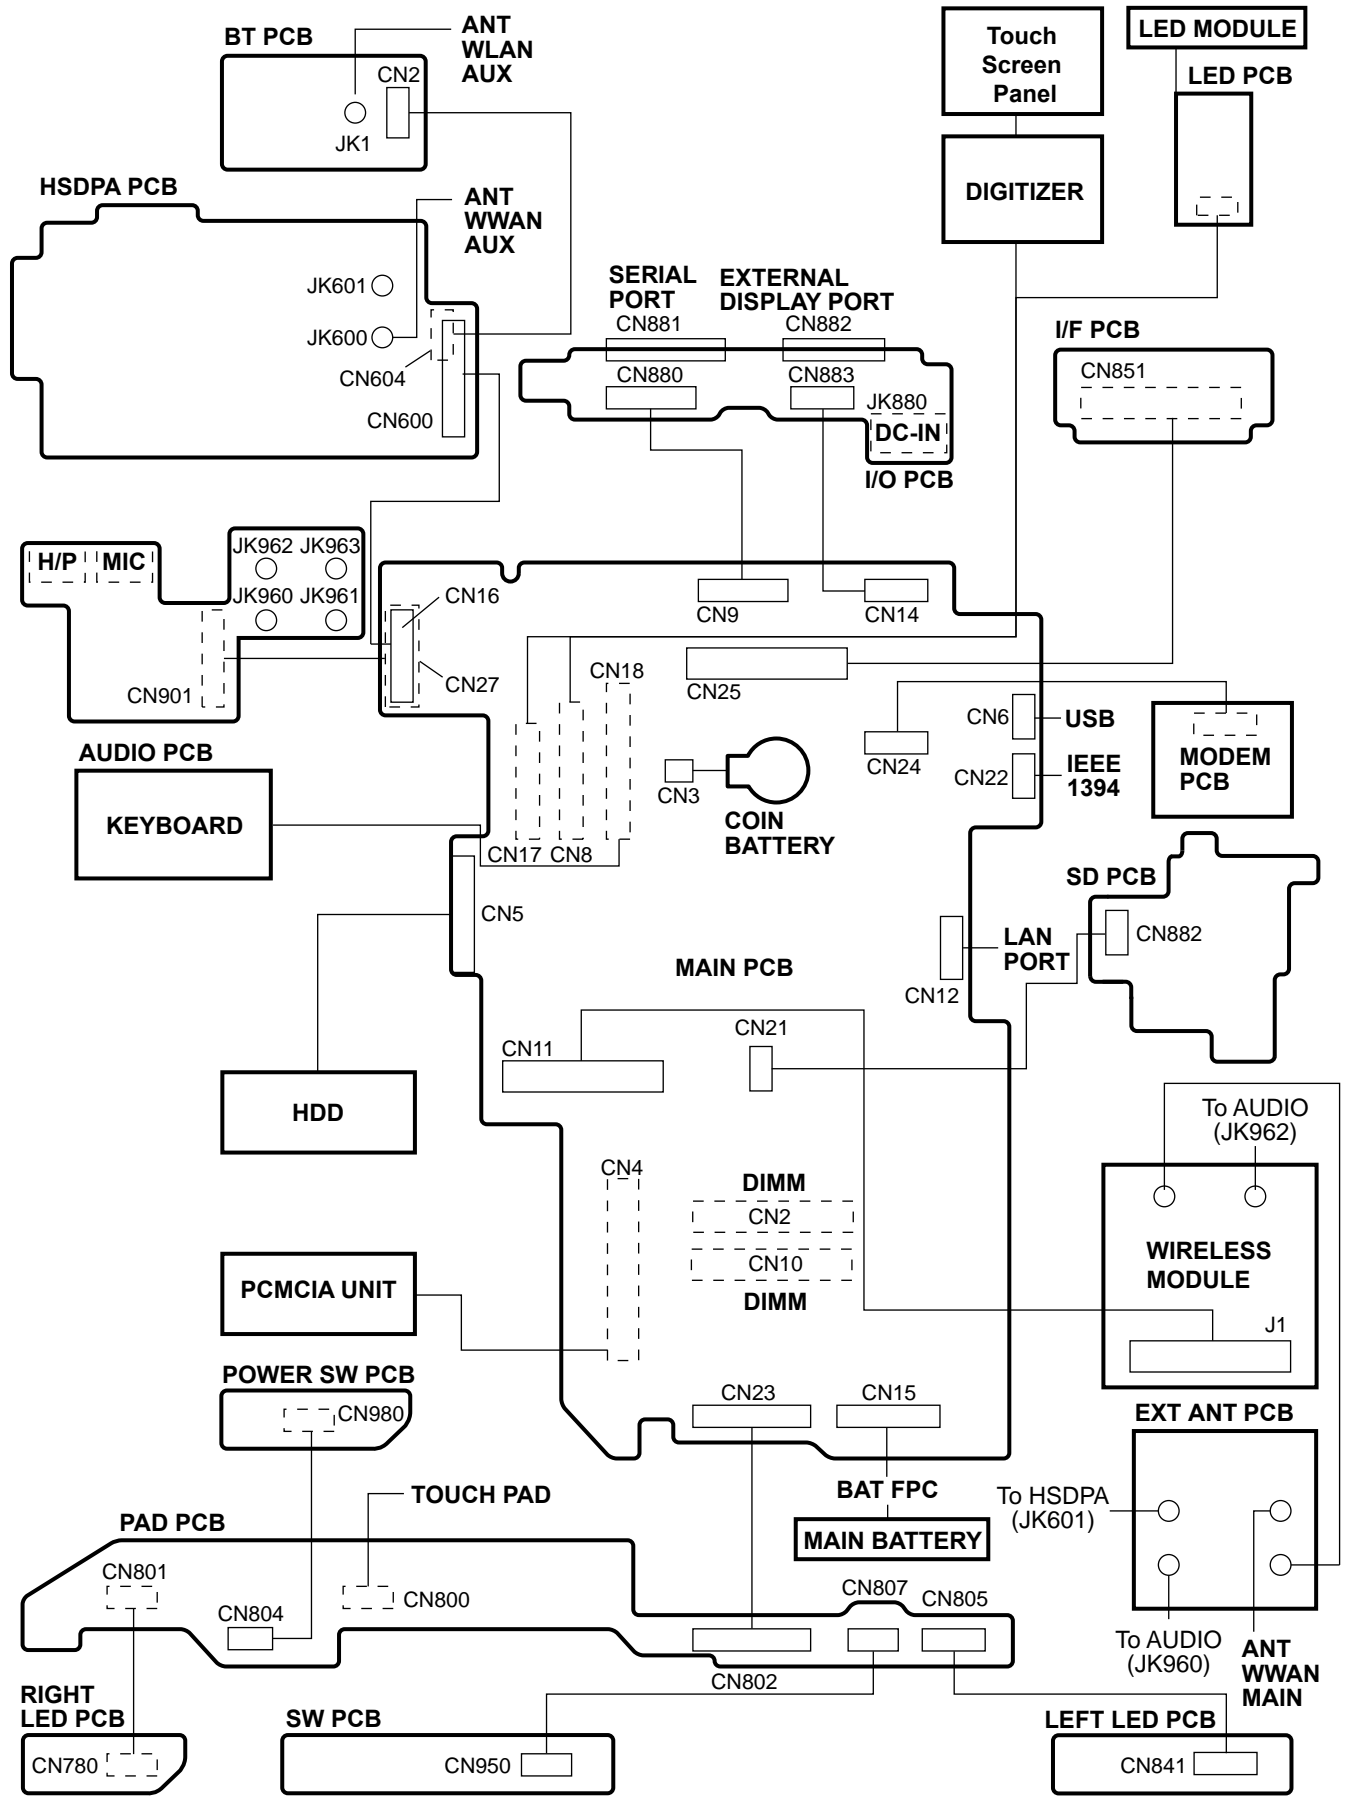 BT PCB
ANT
WLAN
AUX
CN2
JK1
Touch
Screen
Panel
LED MODULE
LED PCB
DIGITIZER
HSDPA PCB
ANT
WWAN
AUX
JK601
JK600
CN604
CN600
SERIAL
PORT
EXTERNAL
DISPLAY PORT
CN881
CN882
CN880
CN883
JK880
DC-IN
I/O PCB
I/F PCB
CN851
H/P
MIC
JK962
JK963
JK960
JK961
CN901
AUDIO PCB
CN16
CN27
CN9
CN14
CN18
CN25
CN6
USB
CN24
CN22
IEEE
1394
MODEM
PCB
CN3
COIN
BATTERY
KEYBOARD
CN17
CN8
CN5
SD PCB
CN882
LAN
PORT
CN12
MAIN PCB
CN21
CN11
HDD
To AUDIO
(JK962)
CN4
DIMM
CN2
CN10
DIMM
WIRELESS
MODULE
J1
PCMCIA UNIT
POWER SW PCB
CN980
CN23
CN15
EXT ANT PCB
TOUCH PAD
BAT FPC
MAIN BATTERY
To HSDPA
(JK601)
PAD PCB
CN801
CN804
CN800
CN807
CN805
CN802
To AUDIO
(JK960)
ANT
WWAN
MAIN
RIGHT
LED PCB
CN780
SW PCB
CN950
LEFT LED PCB
CN841